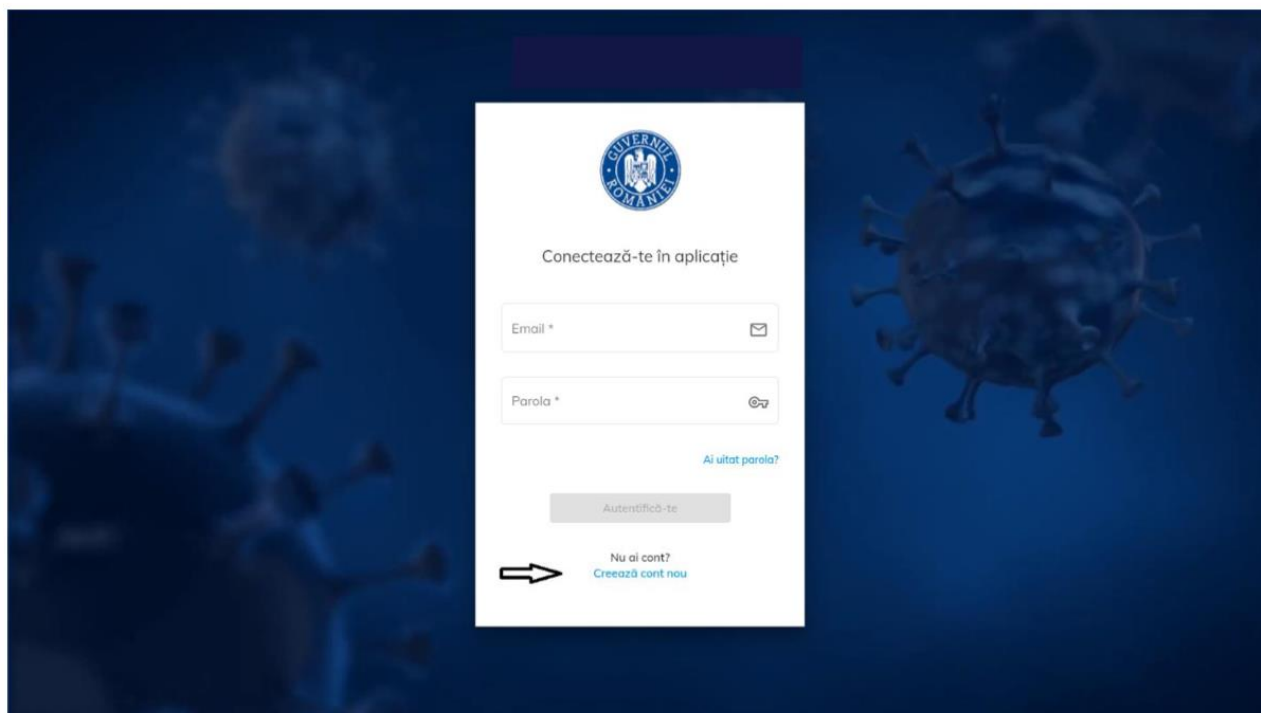 GUVERNUL ROMÂNIEI
Conectează-te în aplicație
Email *
Parola *
Ai uitat parola?
Autentifică-te
Nu ai cont?
Creează cont nou